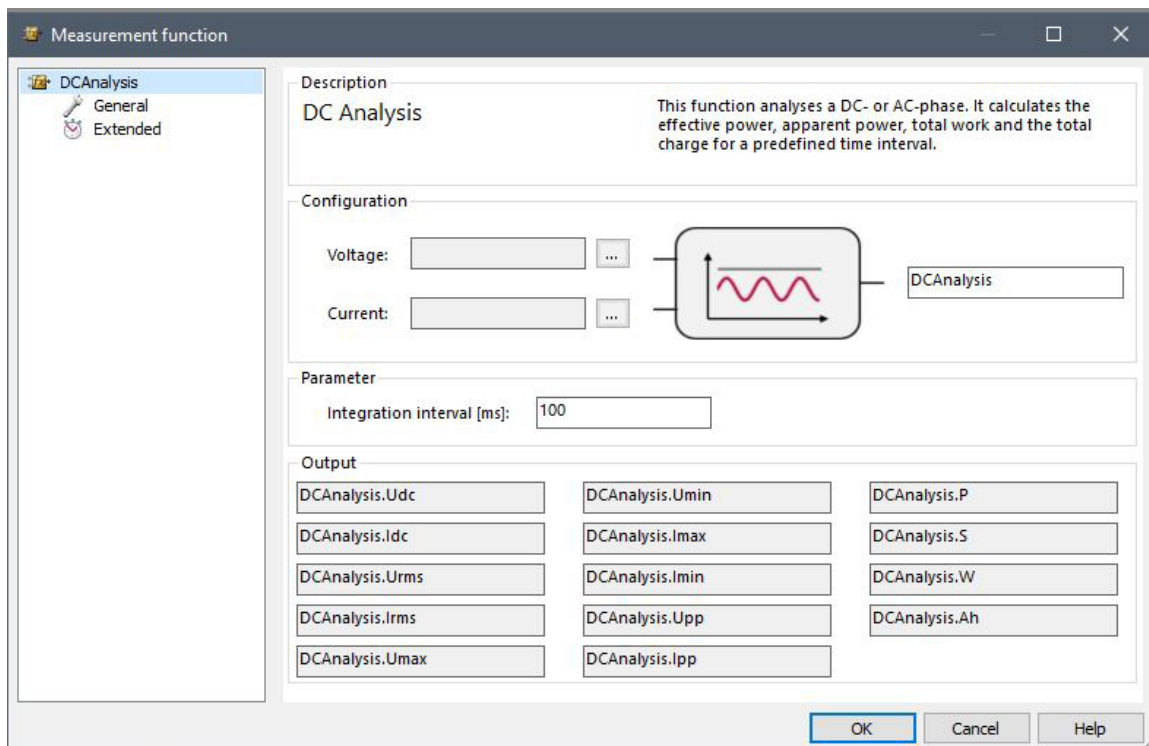 Measurement function
DCAnalysis
General
Extended
Description
DC Analysis
This function analyses a DC- or AC-phase. It calculates the
effective power, apparent power, total work and the total
charge for a predefined time interval.
Configuration
Voltage:
...
Current:
...
DCAnalysis
Parameter
Integration interval [ms]:
100
Output
DCAnalysis.Udc
DCAnalysis.Umin
DCAnalysis.P
DCAnalysis.Idc
DCAnalysis.Imax
DCAnalysis.S
DCAnalysis.Urms
DCAnalysis.Imin
DCAnalysis.W
DCAnalysis.Irms
DCAnalysis.Upp
DCAnalysis.Ah
DCAnalysis.Umax
DCAnalysis.Ipp
OK
Cancel
Help